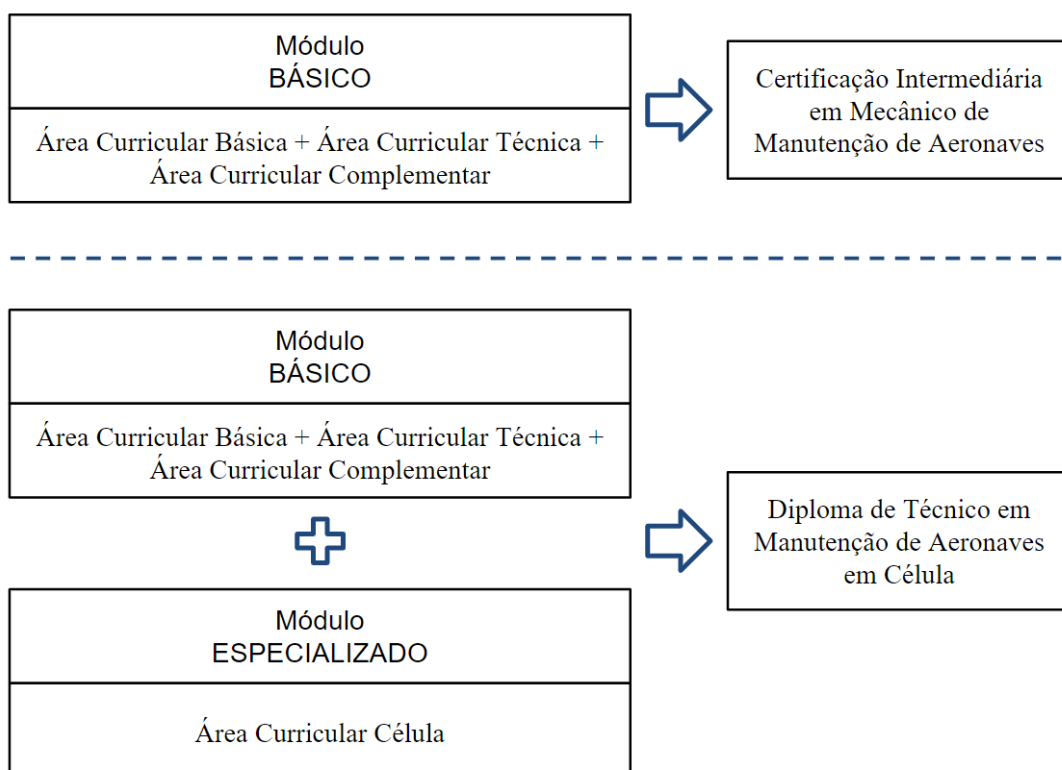 Módulo
BÁSICO
Área Curricular Básica + Área Curricular Técnica +
Área Curricular Complementar
Certificação Intermediária
em Mecânico de
Manutenção de Aeronaves
Módulo
BÁSICO
Área Curricular Básica + Área Curricular Técnica +
Área Curricular Complementar
Módulo
ESPECIALIZADO
Área Curricular Célula
Diploma de Técnico em
Manutenção de Aeronaves
em Célula